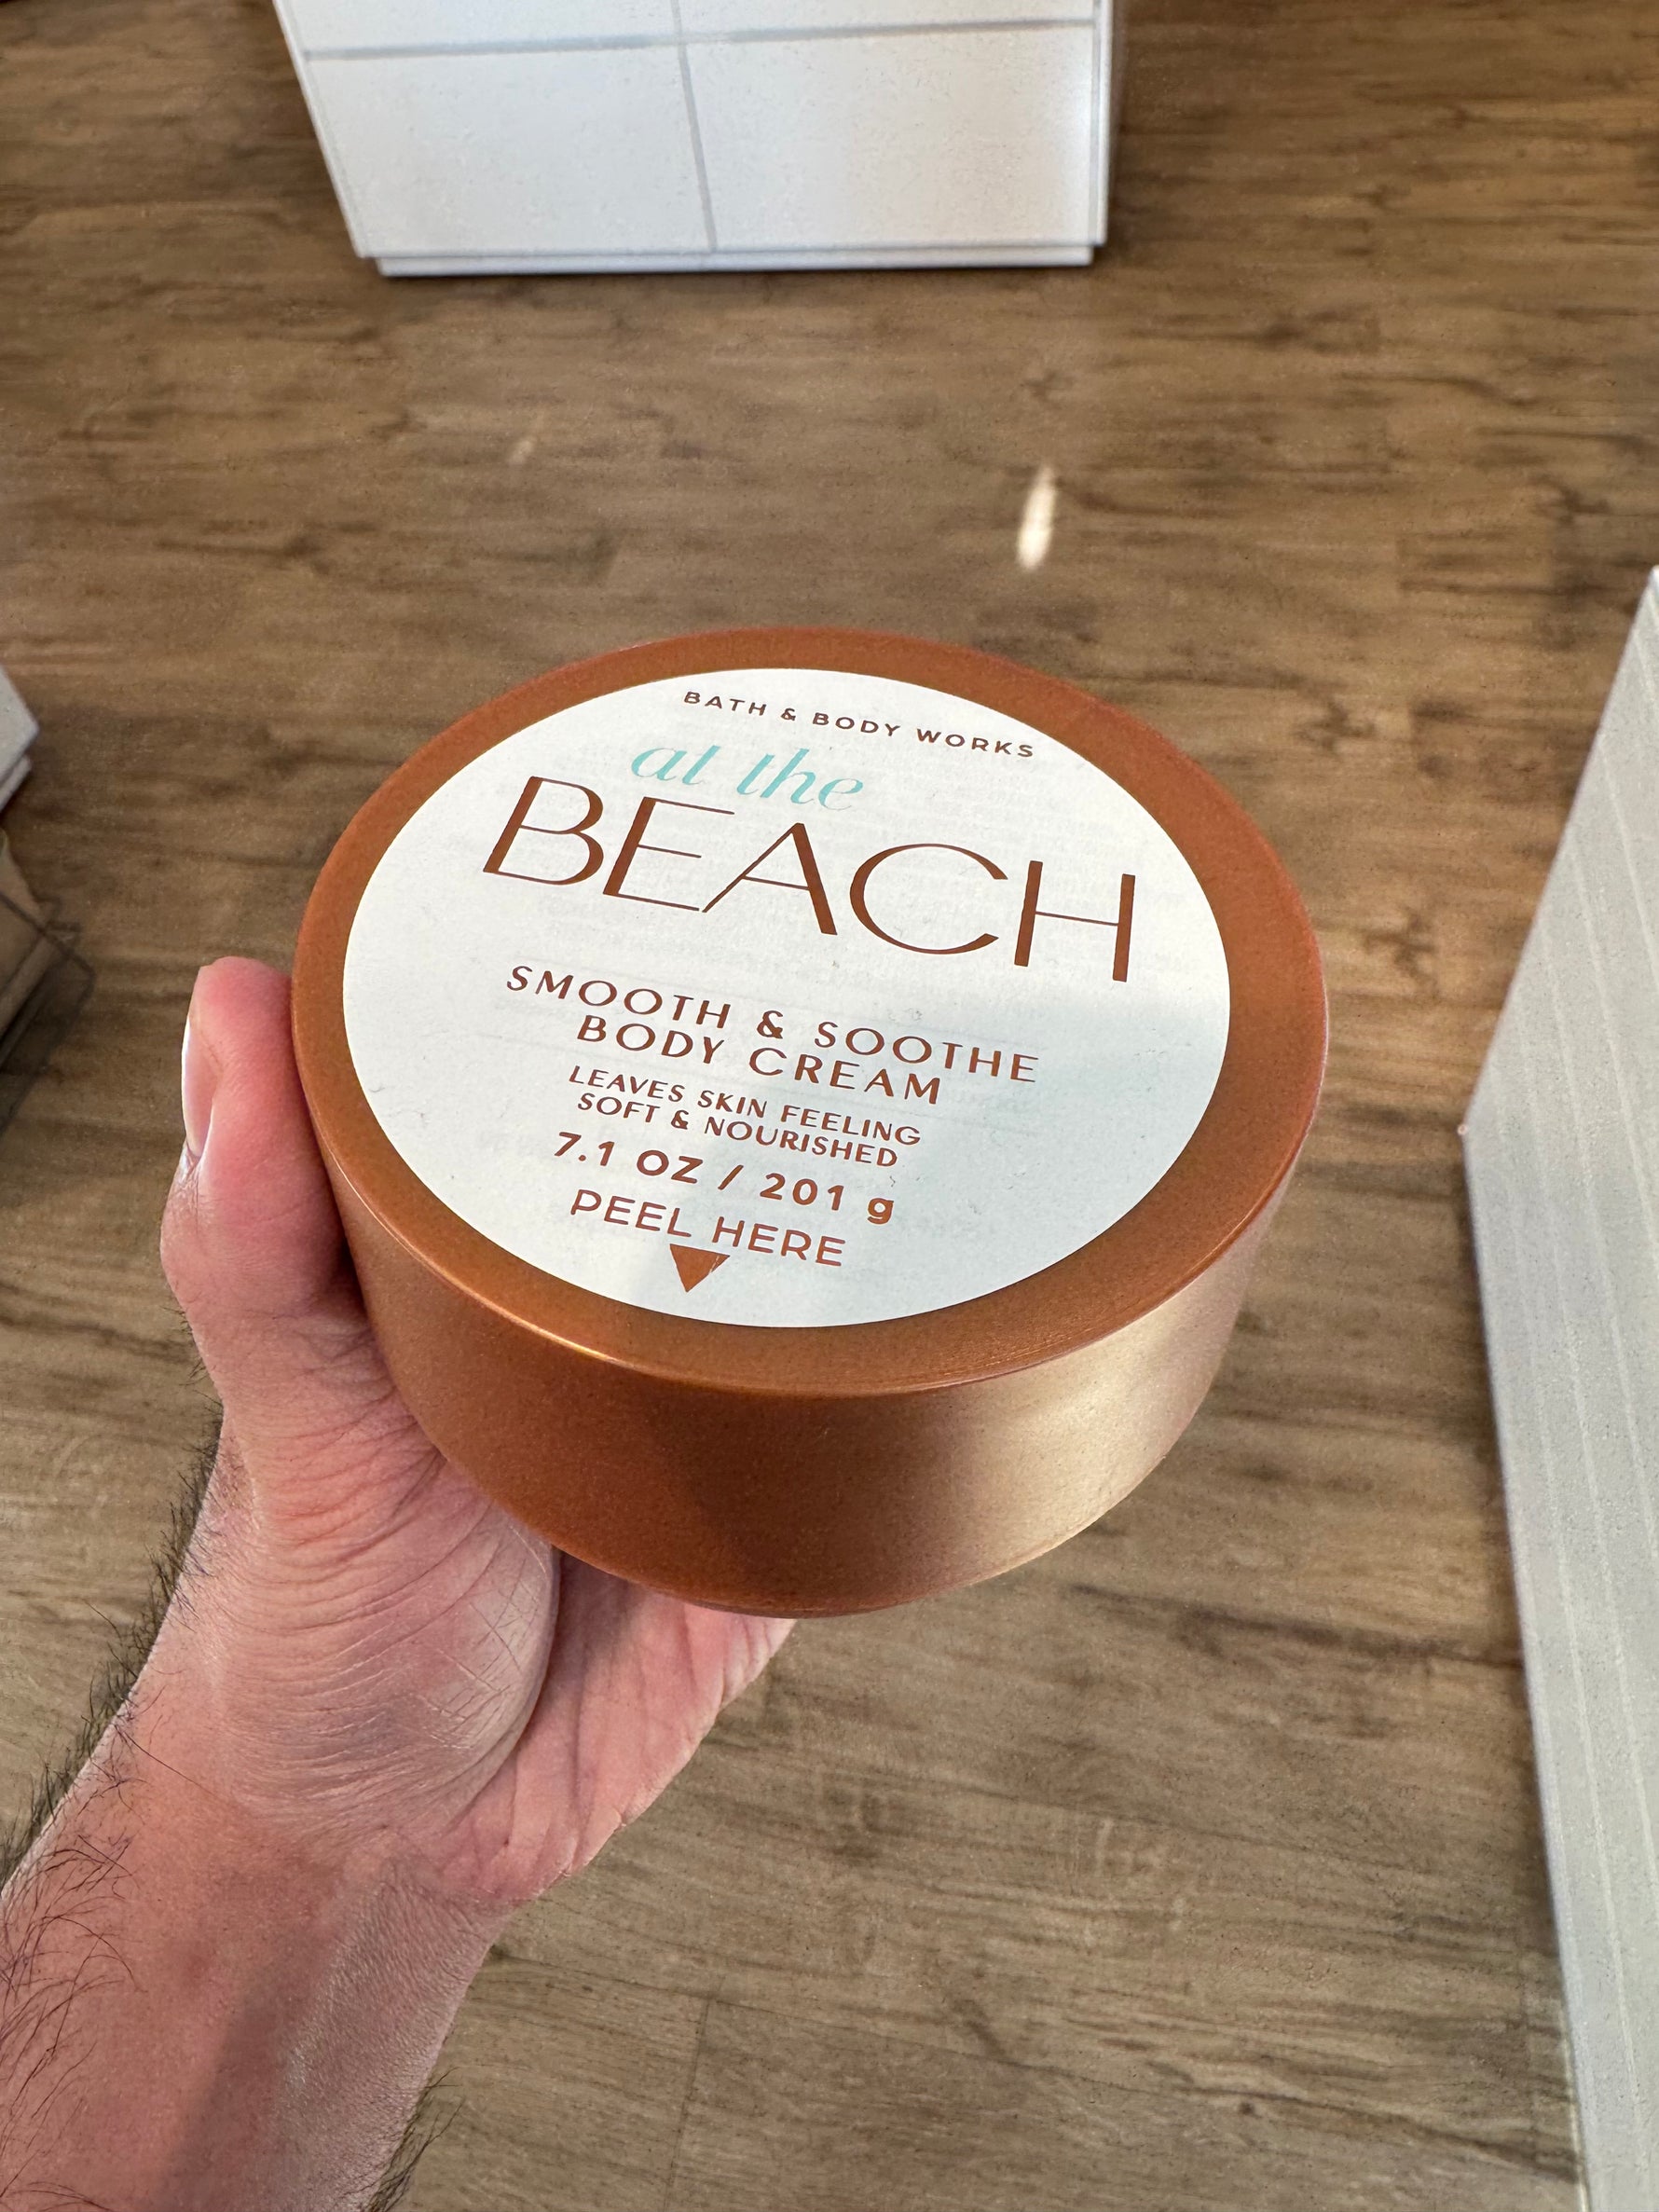 BATH & BODY WORKS
at the
BEACH
SMOOTH & SOOTHE
BODY CREAM
LEAVES SKIN FEELING
SOFT & NOURISHED
7.1 OZ / 201 g
PEEL HERE